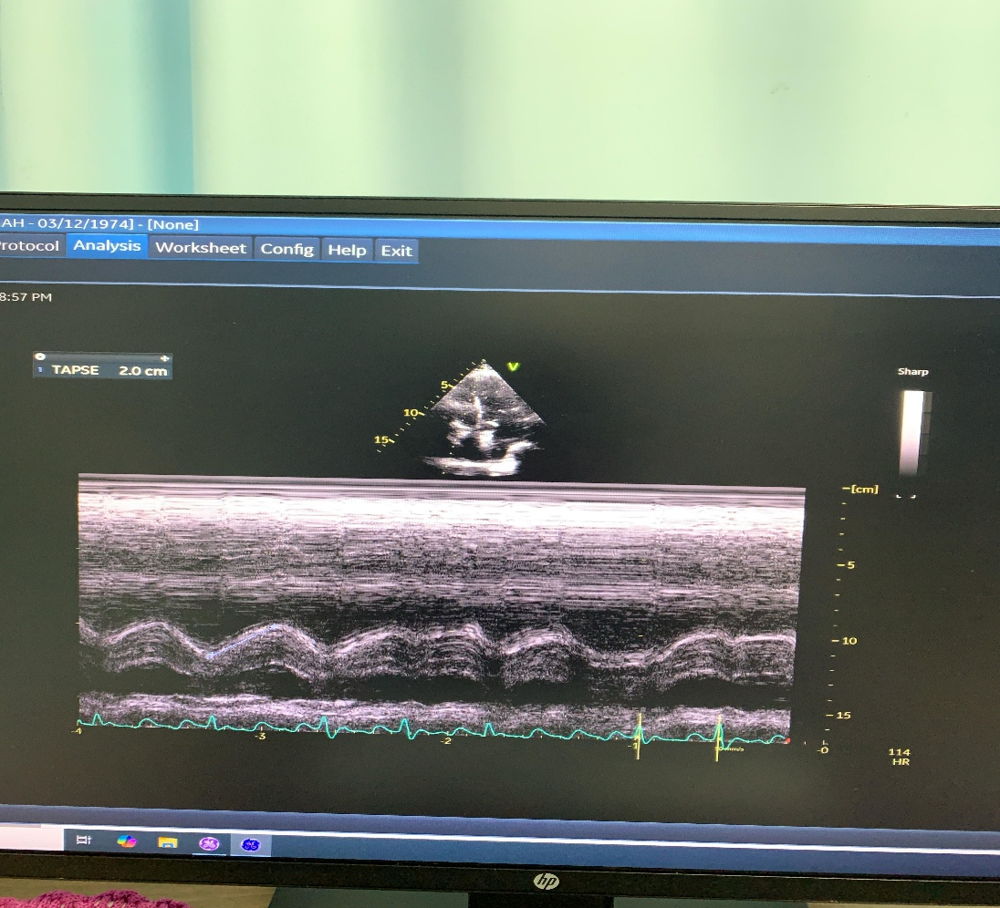 AH - 03/12/1974] - [None]
rotocol Analysis Worksheet Config Help Exit
8:57 PM
1 TAPSE 2.0 cm
V
5
10
15
Sharp
[cm]
5
10
15
-4 -3 -2 -1 -0
114
HR
hp